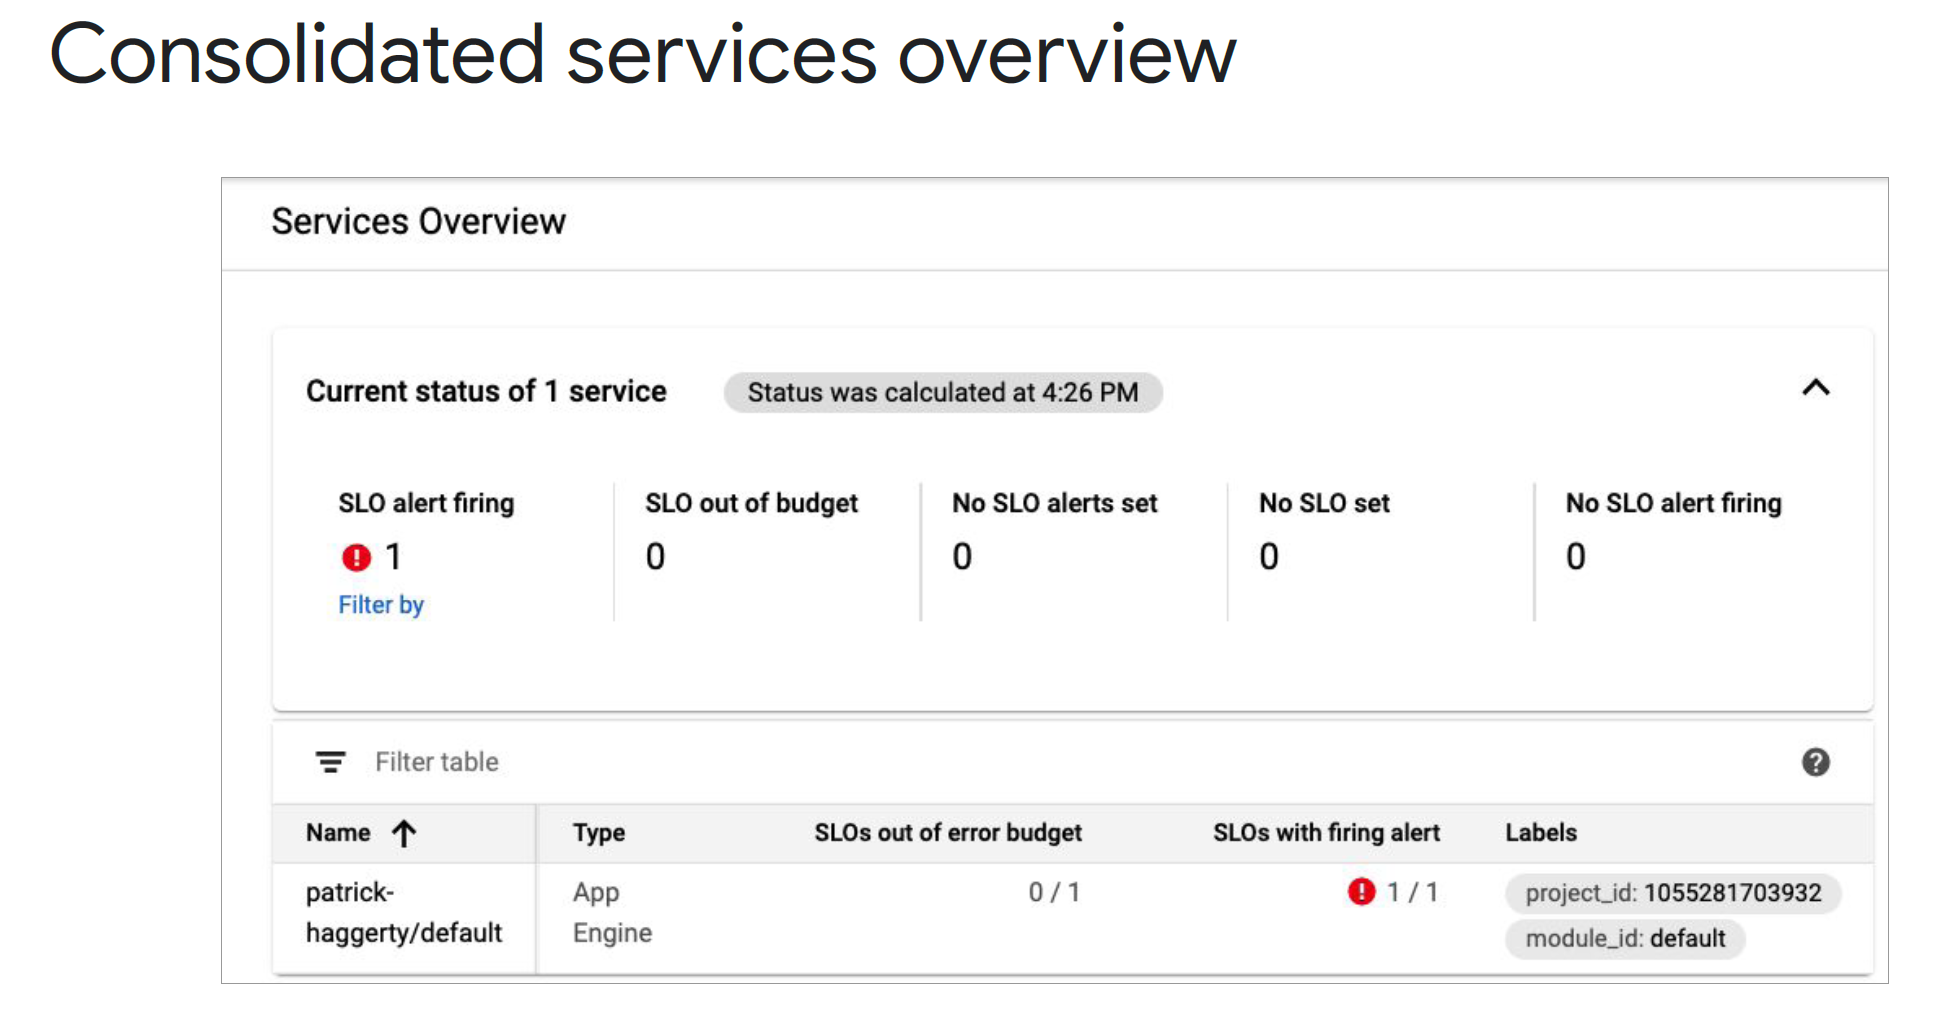 Consolidated services overview
Services Overview
Current status of 1 service
Status was calculated at 4:26 PM
SLO alert firing
1
Filter by
SLO out of budget
0
No SLO alerts set
0
No SLO set
0
No SLO alert firing
0
Filter table
Name
Type
SLOs out of error budget
SLOs with firing alert
Labels
patrick-
haggerty/default
App
Engine
0 / 1
1 / 1
project_id: 1055281703932
module_id: default